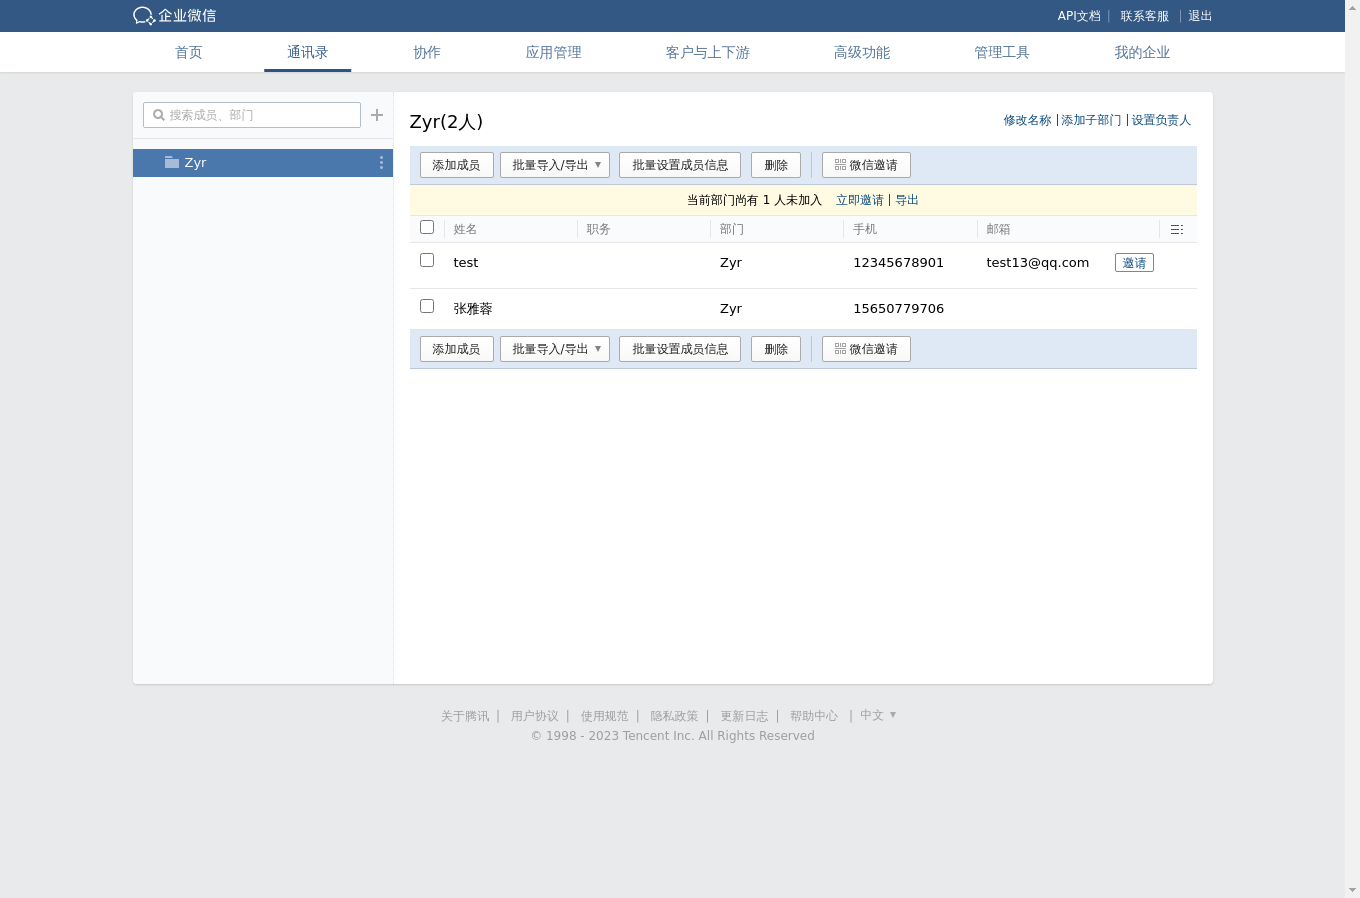 企业微信
API文档 | 联系客服 | 退出
首页 通讯录 协作 应用管理 客户与上下游 高级功能 管理工具 我的企业
搜索成员、部门
Zyr
Zyr(2人)
修改名称 | 添加子部门 | 设置负责人
添加成员 批量导入/导出 批量设置成员信息 删除 微信邀请
当前部门尚有 1 人未加入 立即邀请 | 导出
姓名 职务 部门 手机 邮箱
test Zyr 12345678901 test13@qq.com 邀请
张雅蓉 Zyr 15650779706
添加成员 批量导入/导出 批量设置成员信息 删除 微信邀请
关于腾讯 | 用户协议 | 使用规范 | 隐私政策 | 更新日志 | 帮助中心 | 中文
© 1998 - 2023 Tencent Inc. All Rights Reserved